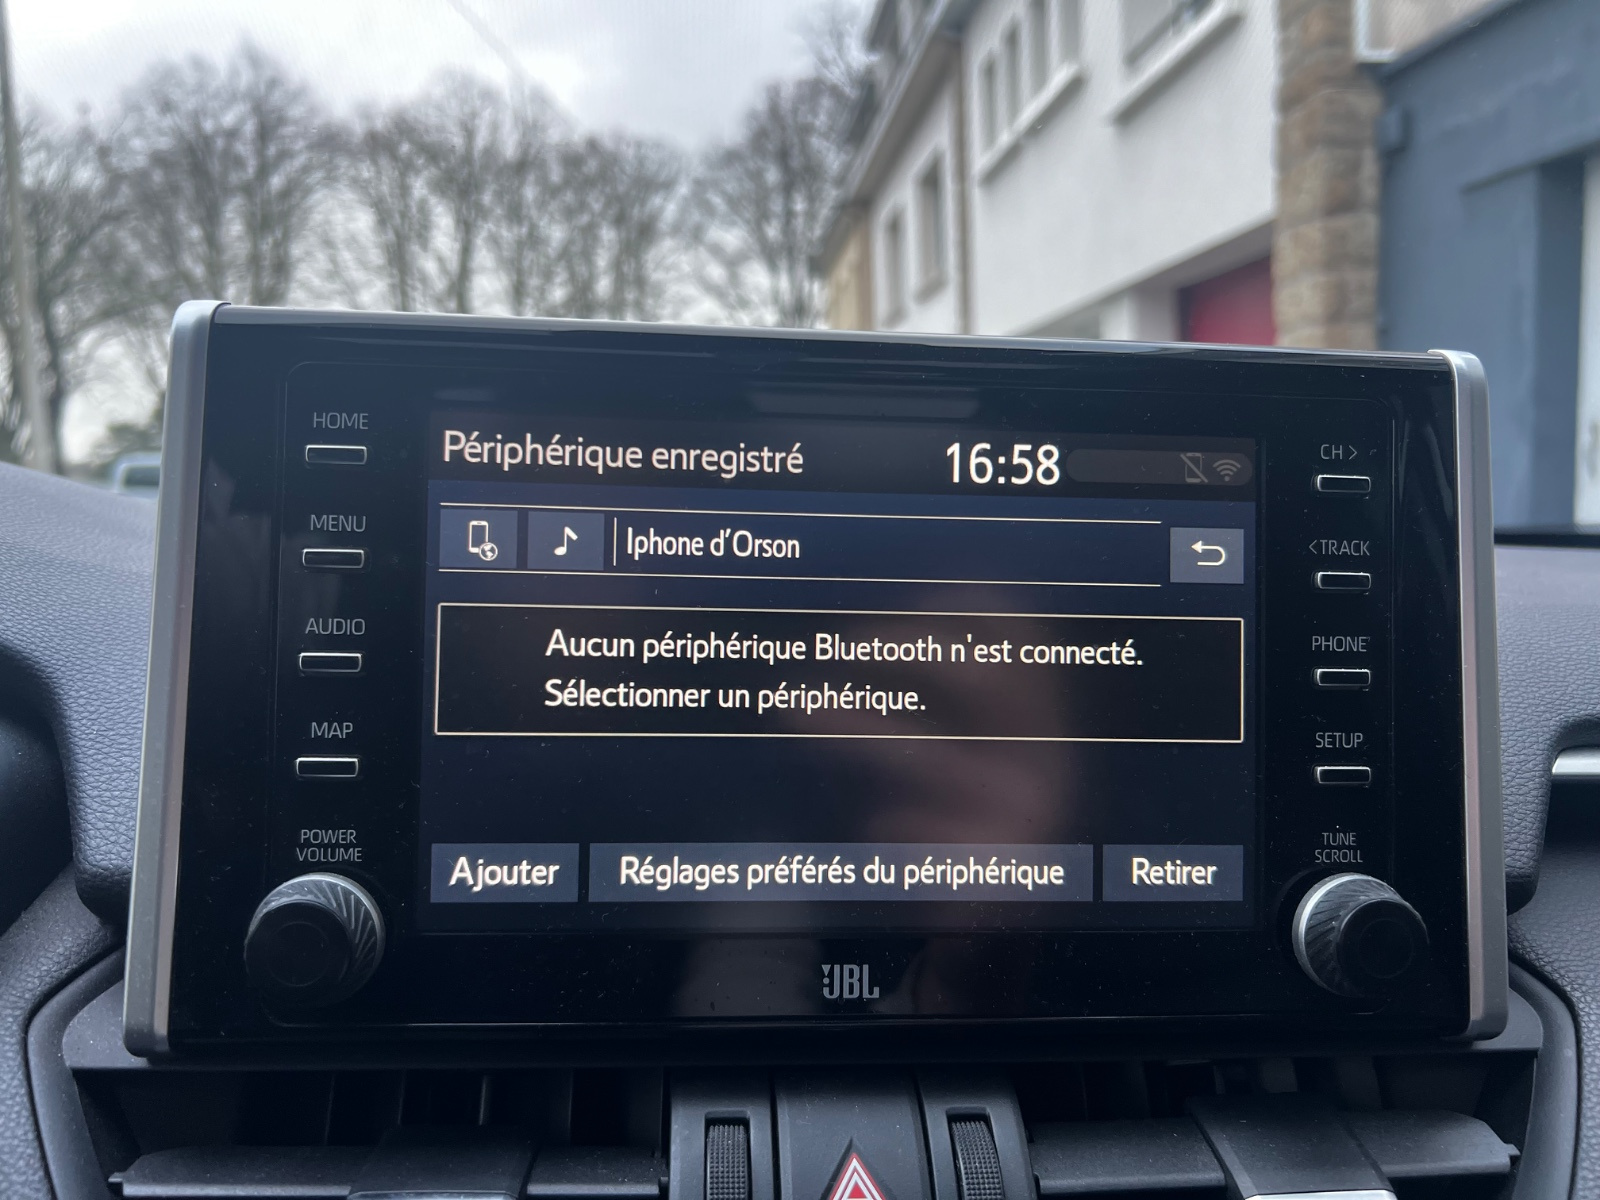 HOME
MENU
AUDIO
MAP
POWER
VOLUME
Périphérique enregistré
16:58
Iphone d'Orson
Aucun périphérique Bluetooth n'est connecté.
Sélectionner un périphérique.
Ajouter
Réglages préférés du périphérique
Retirer
CH >
<TRACK
PHONE
SETUP
TUNE
SCROLL
JBL